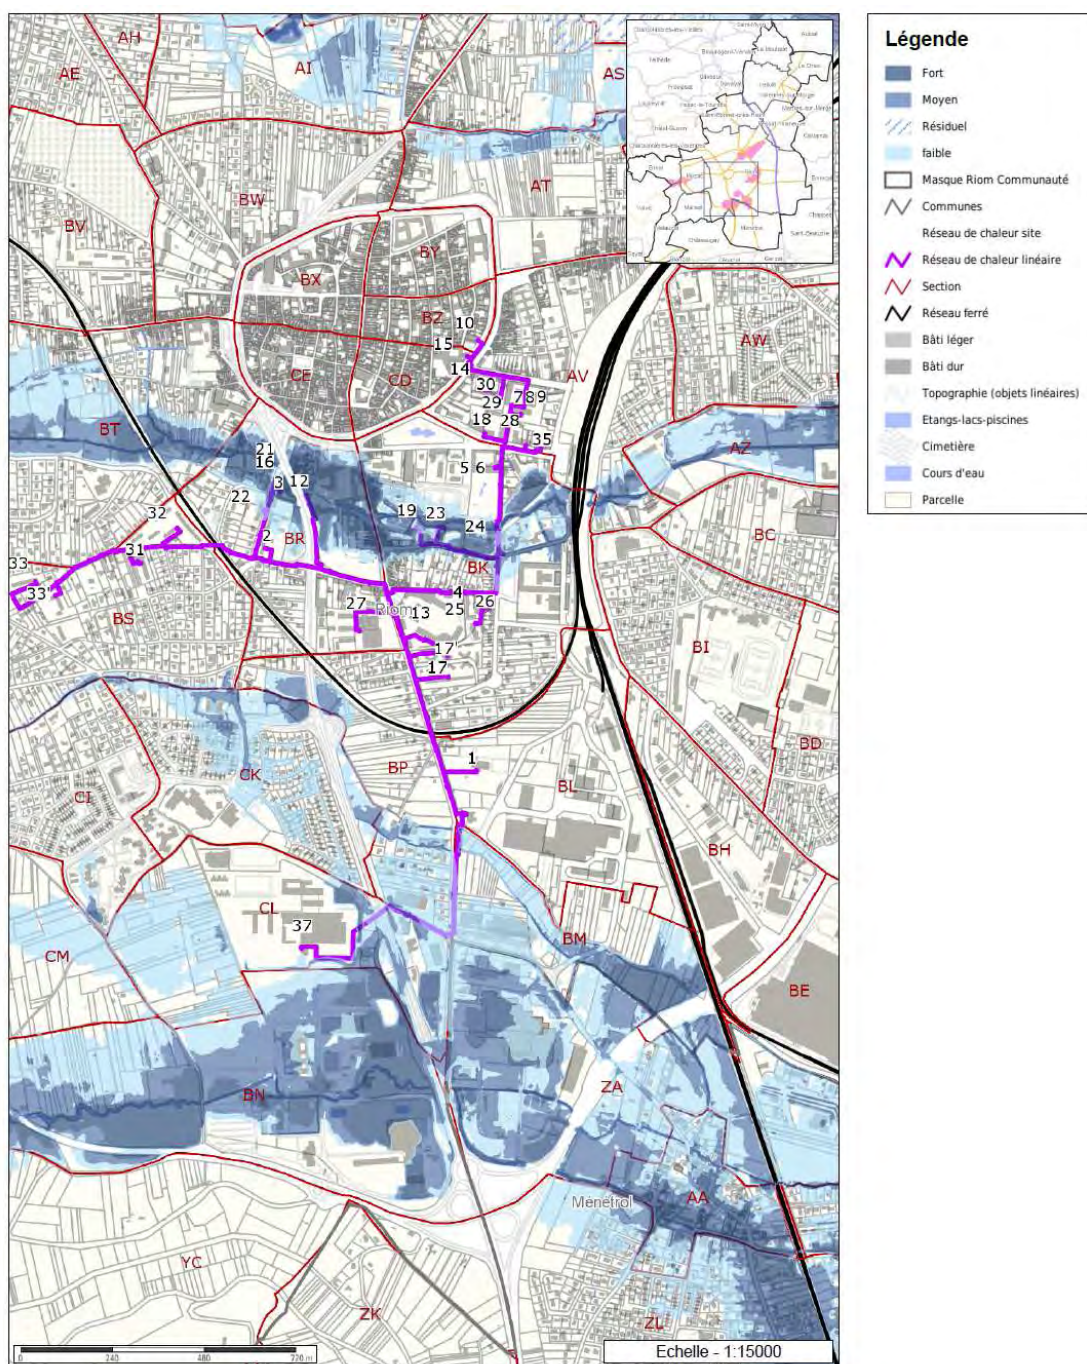 Légende
Fort
Moyen
Résiduel
faible
Masque Riom Communauté
Communes
Réseau de chaleur site
Réseau de chaleur linéaire
Section
Réseau ferré
Bâti léger
Bâti dur
Topographie (objets linéaires)
Etangs-lacs-piscines
Cimetière
Cours d'eau
Parcelle
AH
AE
AI
AS
AT
BV
BW
BY
BX
BZ
10
15
14
AW
AV
CE
CD
30
7 8 9
29
18
28
35
BT
21
16
5 6
AZ
3
12
22
19
23
24
32
2
BR
BC
33
31
BK
33'
4
27
Riom
13
25
26
BS
17'
17
BI
BP
1
BD
CK
CI
BL
BH
CL
37
CM
BM
BE
BN
ZA
Ménétrol
AA
YC
ZK
ZL
0 240 480 720 m
Echelle - 1:15000